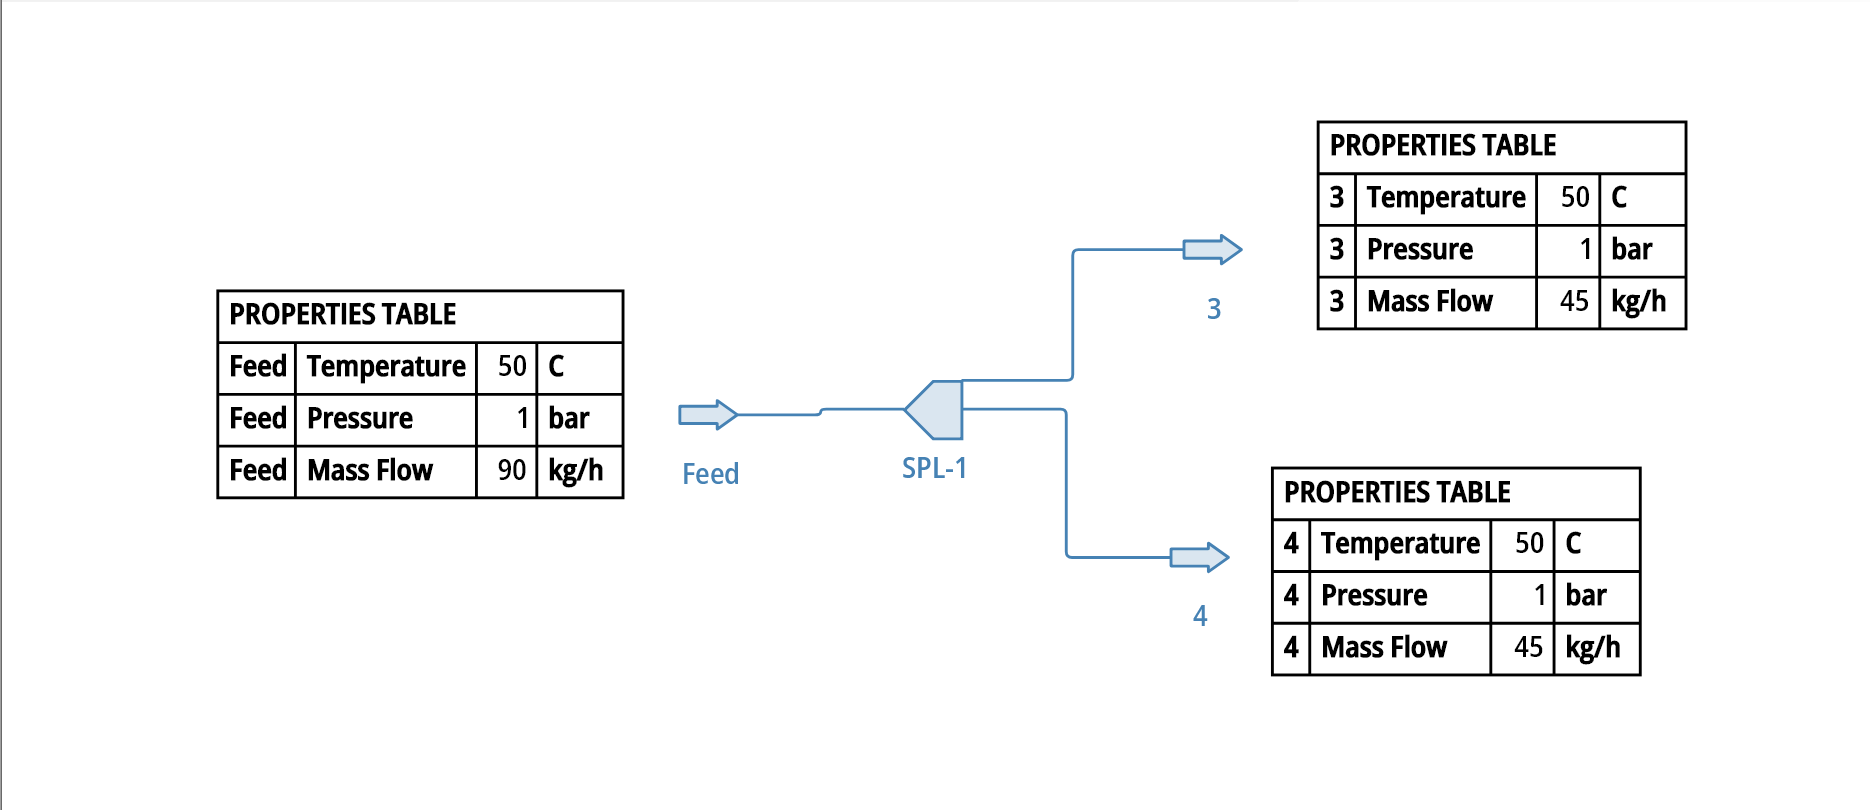 PROPERTIES TABLE
Feed Temperature 50 C
Feed Pressure 1 bar
Feed Mass Flow 90 kg/h
Feed
SPL-1
3
PROPERTIES TABLE
3 Temperature 50 C
3 Pressure 1 bar
3 Mass Flow 45 kg/h
4
PROPERTIES TABLE
4 Temperature 50 C
4 Pressure 1 bar
4 Mass Flow 45 kg/h